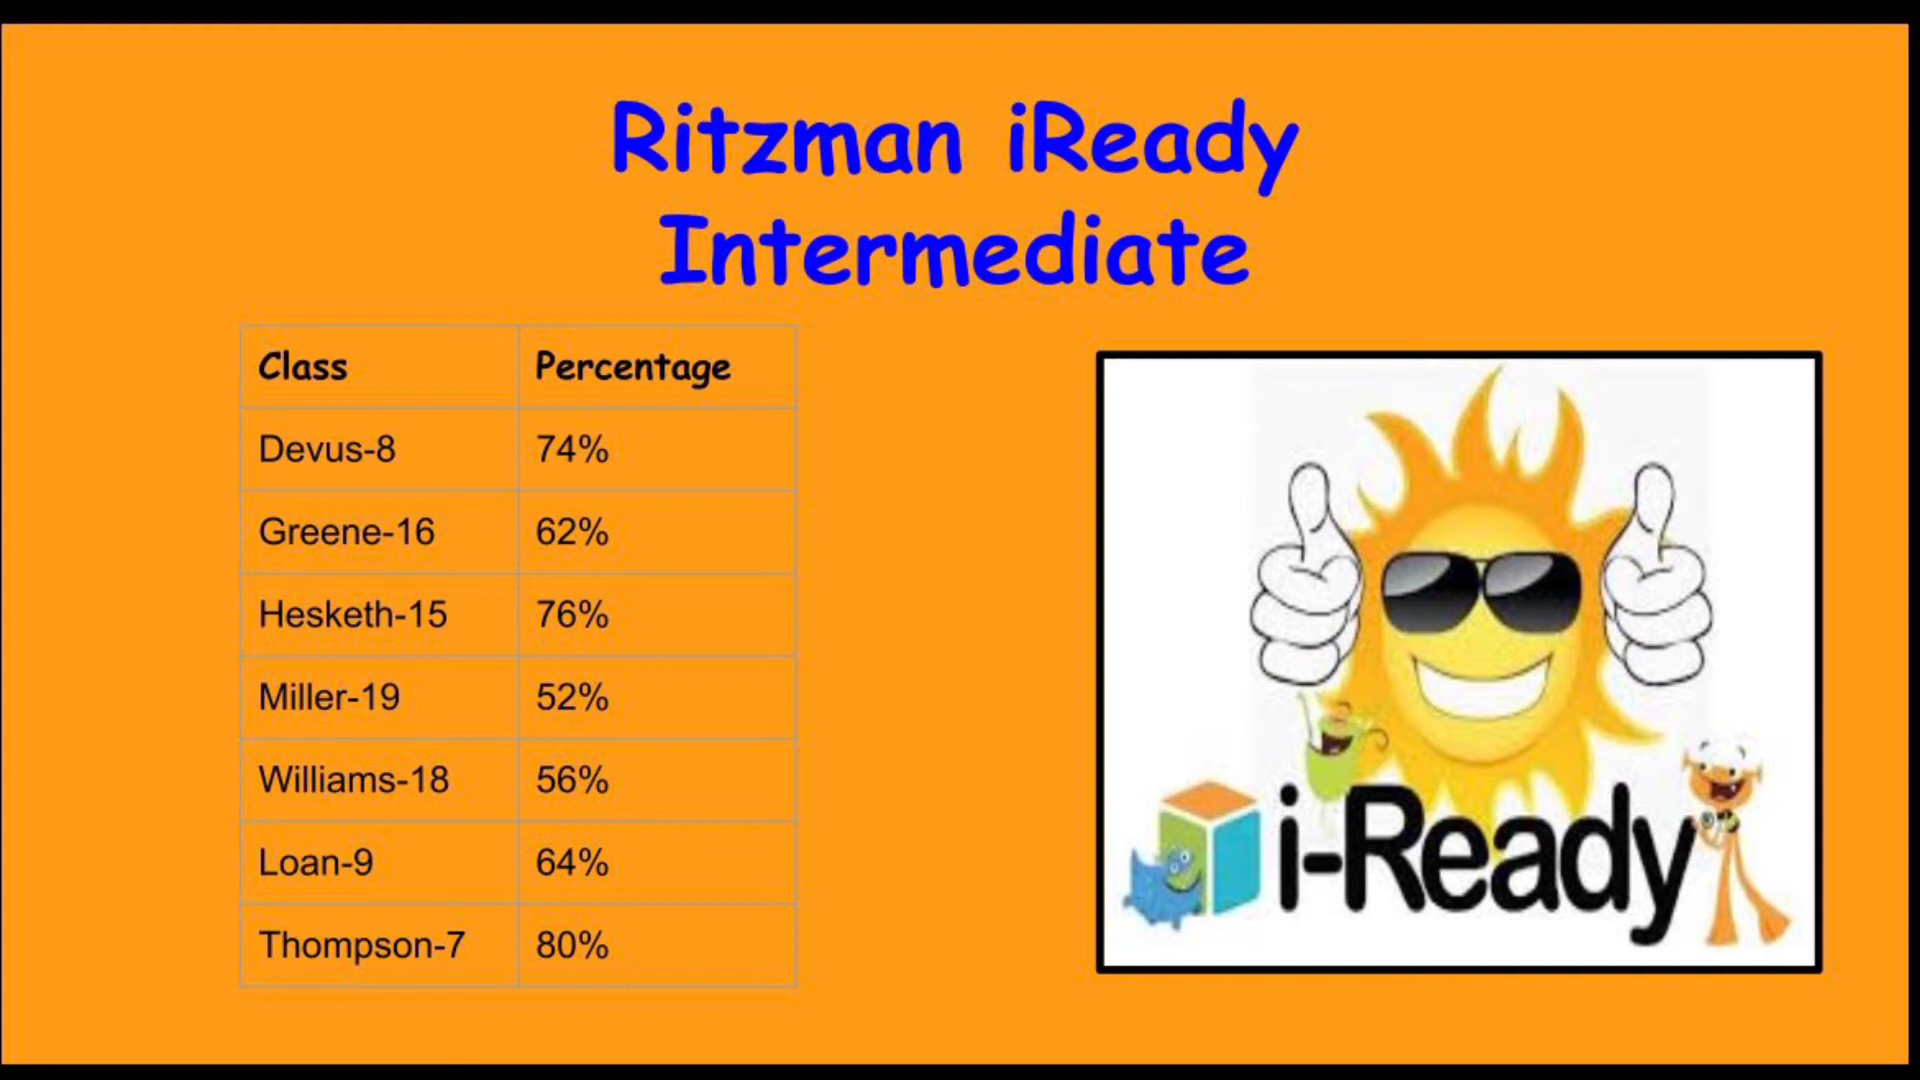 Ritzman iReady
Intermediate
Class Percentage
Devus-8 74%
Greene-16 62%
Hesketh-15 76%
Miller-19 52%
Williams-18 56%
Loan-9 64%
Thompson-7 80%
i-Ready